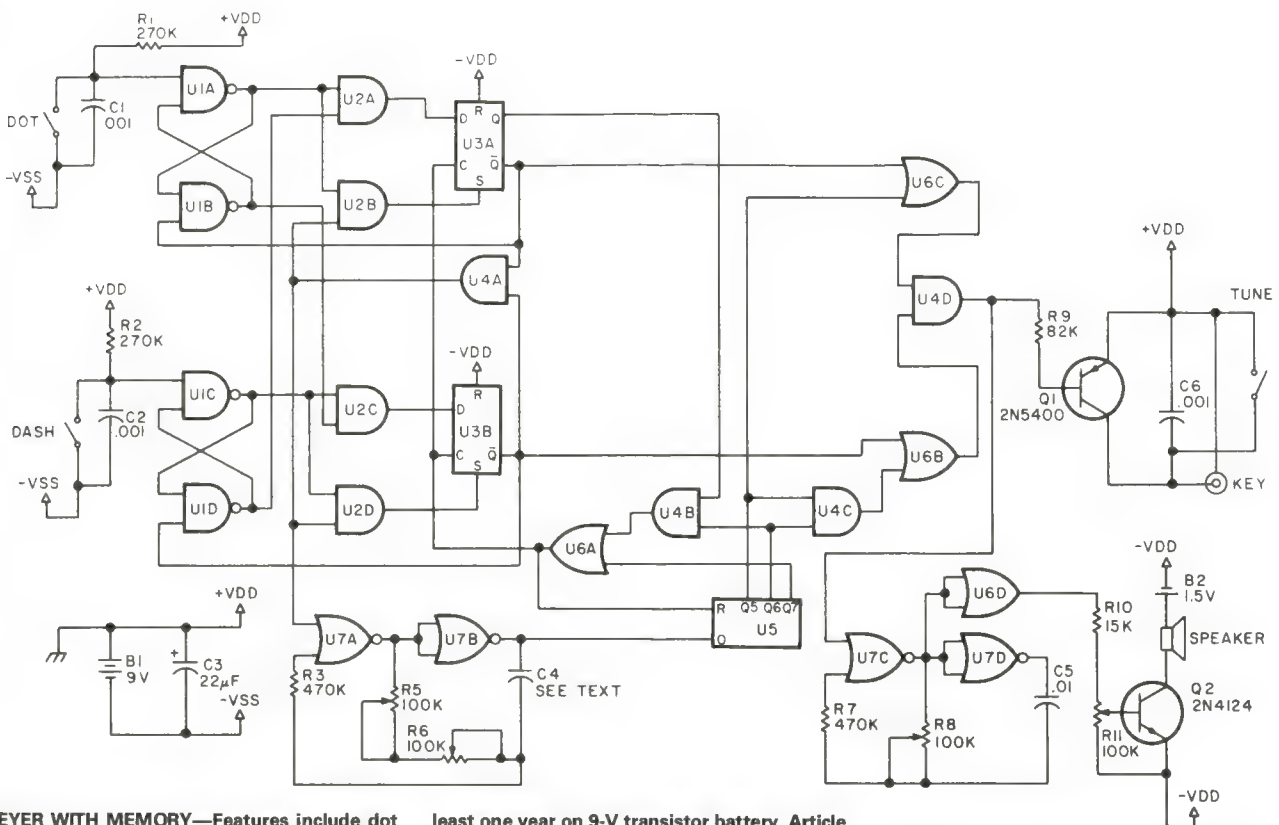 R1
270K
+VDD
DOT
C1
.001
-VSS
U1A
U1B
U2A
U2B
-VDD
R
D
Q
U3A
C
Q̅
S
U4A
U6C
+VDD
R2
270K
DASH
C2
.001
-VSS
U1C
U1D
U2C
U2D
-VDD
R
D
U3B
C
Q̅
S
U4D
R9
82K
+VDD
TUNE
Q1
2N5400
C6
.001
KEY
U6B
U4B
U4C
U6A
R
Q5
Q6
Q7
U5
O
+VDD
B1
9V
C3
22µF
+
-VSS
U7A
U7B
R3
470K
R5
100K
R6
100K
C4
SEE TEXT
U6D
U7C
U7D
C5
.01
R7
470K
R8
100K
R10
15K
R11
100K
-VDD
B2
1.5V
SPEAKER
Q2
2N4124
-VDD
EYER WITH MEMORY—Features include dot
least one year on 9-V transistor battery. Article